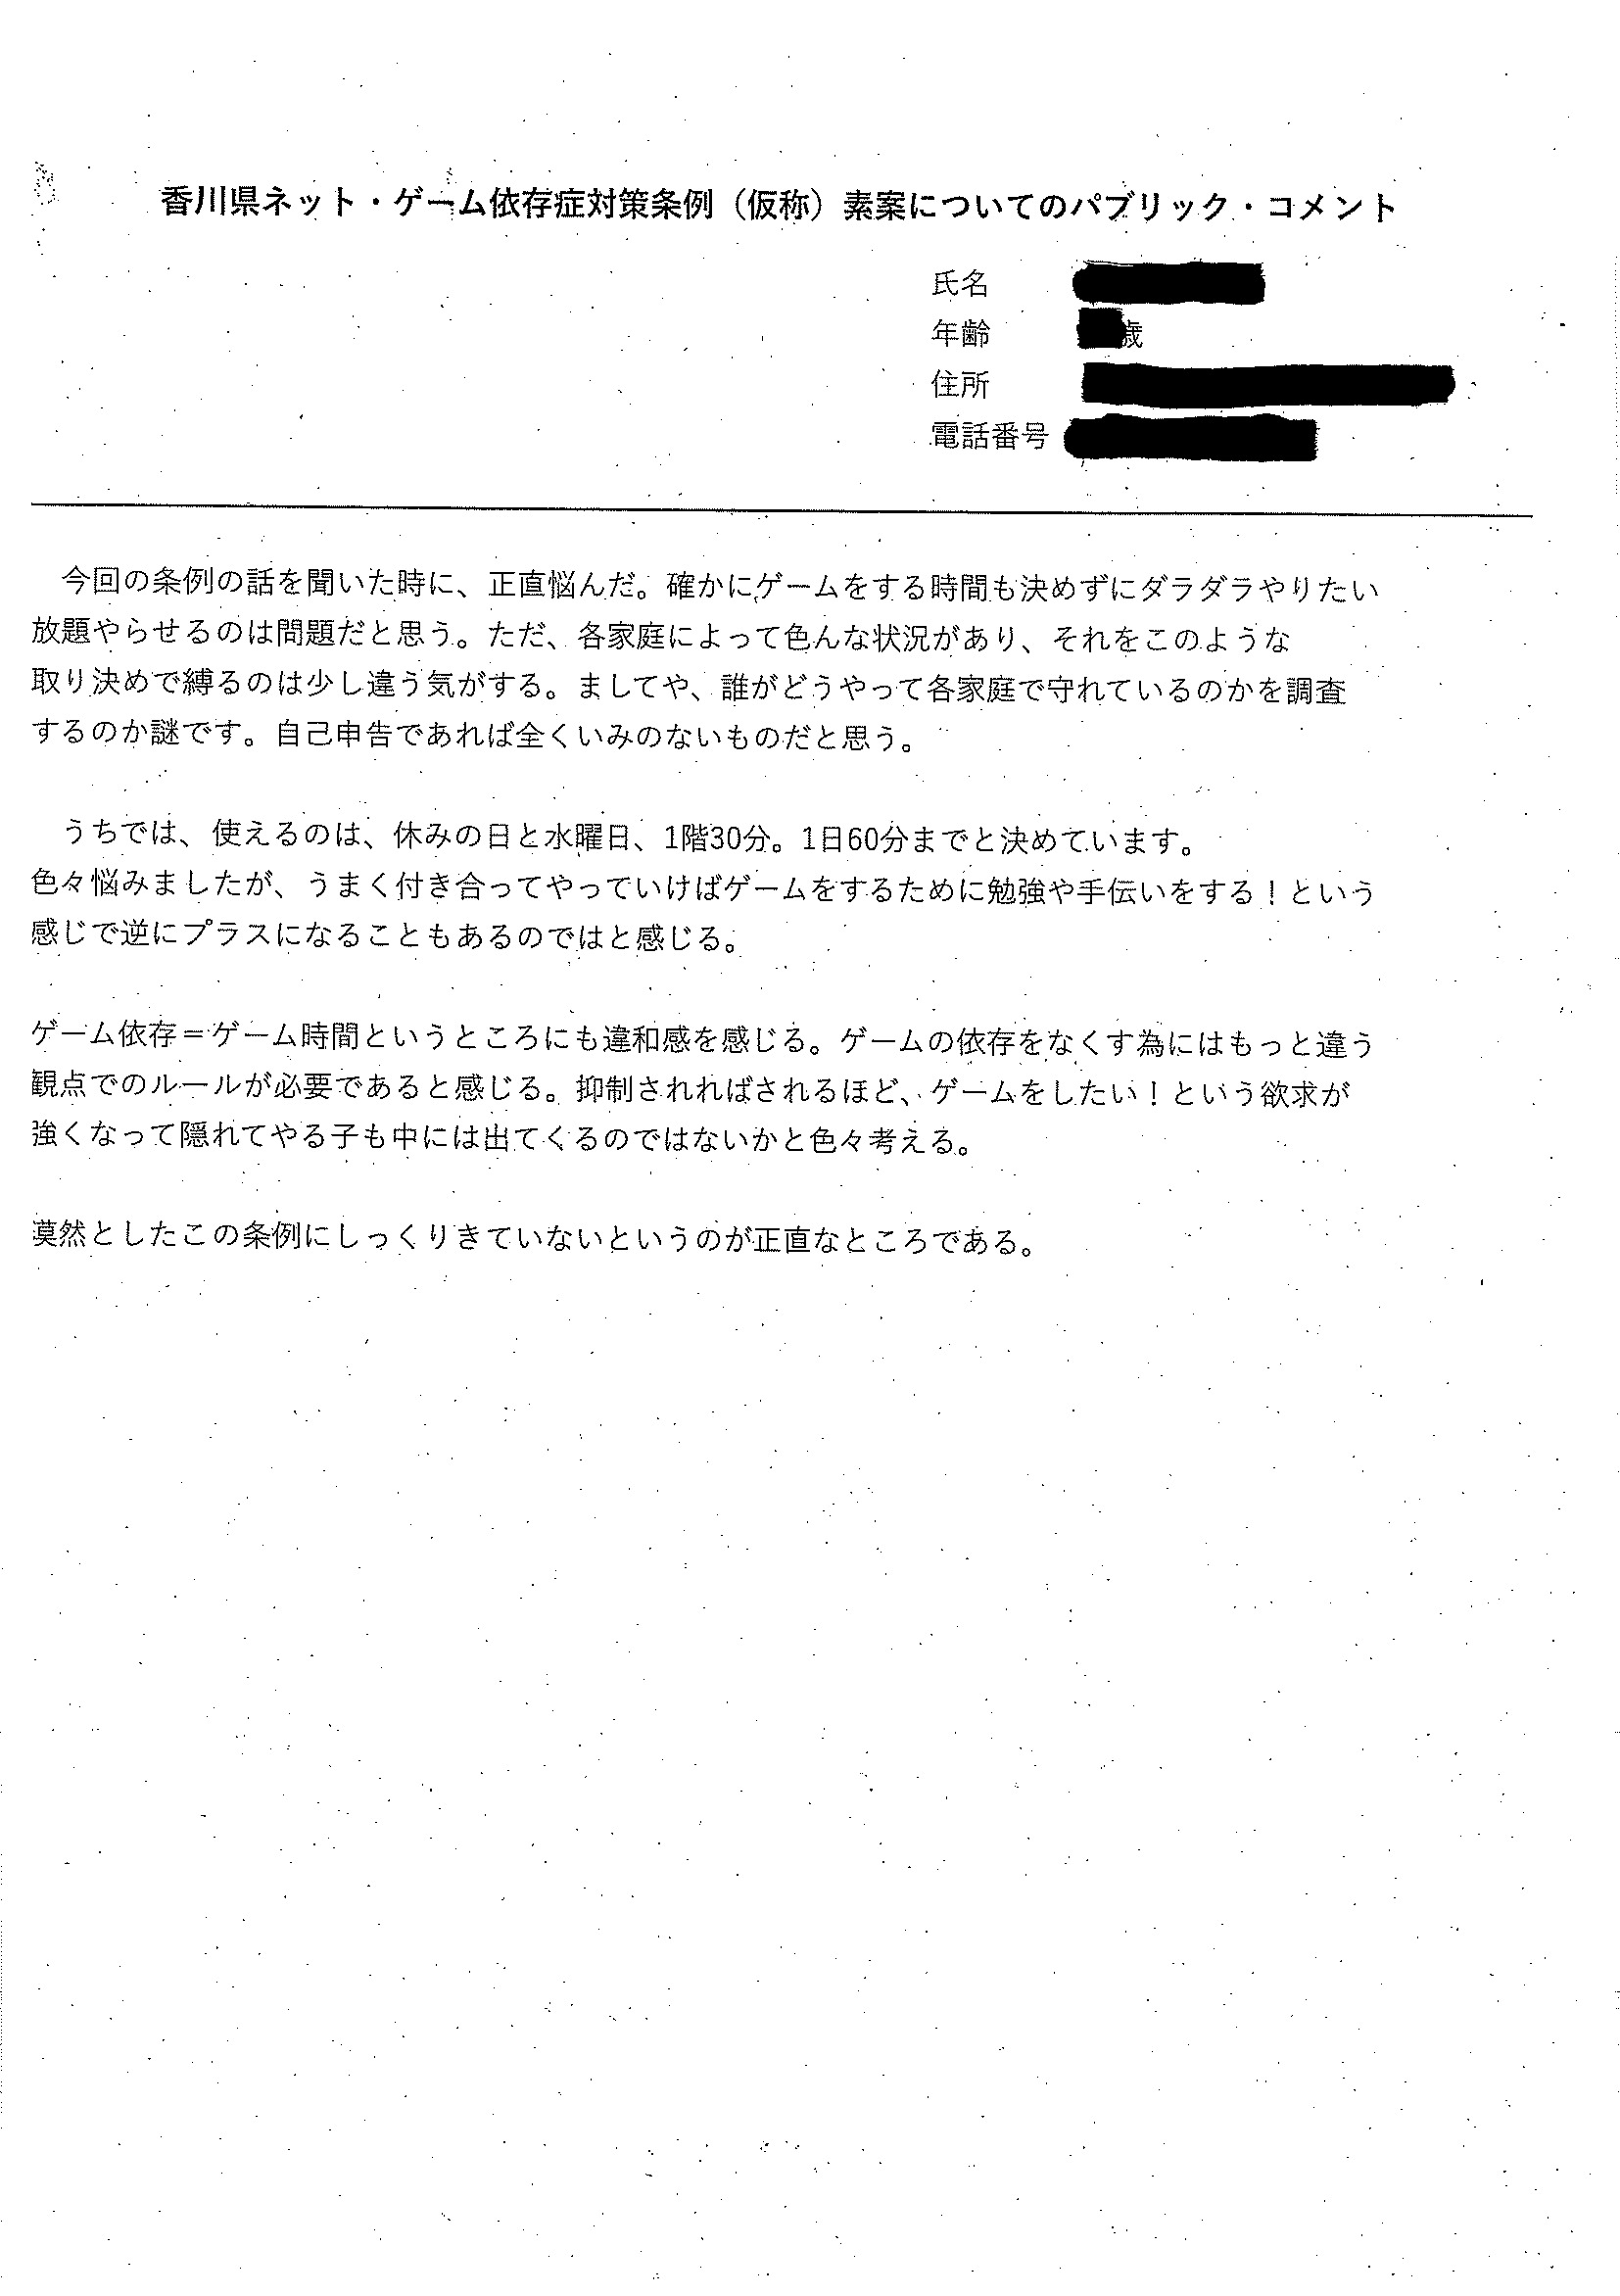 香川県ネット・ゲーム依存症対策条例（仮称）素案についてのパブリック・コメント
氏名
年齢 歳
住所
電話番号
今回の条例の話を聞いた時に、正直悩んだ。確かにゲームをする時間も決めずにダラダラやりたい
放題やらせるのは問題だと思う。ただ、各家庭によって色んな状況があり、それをこのような
取り決めで縛るのは少し違う気がする。ましてや、誰がどうやって各家庭で守れているのかを調査
するのか謎です。自己申告であれば全くいみのないものだと思う。
うちでは、使えるのは、休みの日と水曜日、1階30分。1日60分までと決めています。
色々悩みましたが、うまく付き合ってやっていけばゲームをするために勉強や手伝いをする！という
感じで逆にプラスになることもあるのではと感じる。
ゲーム依存＝ゲーム時間というところにも違和感を感じる。ゲームの依存をなくす為にはもっと違う
観点でのルールが必要であると感じる。抑制されればされるほど、ゲームをしたい！という欲求が
強くなって隠れてやる子も中には出てくるのではないかと色々考える。
漠然としたこの条例にしっくりきていないというのが正直なところである。